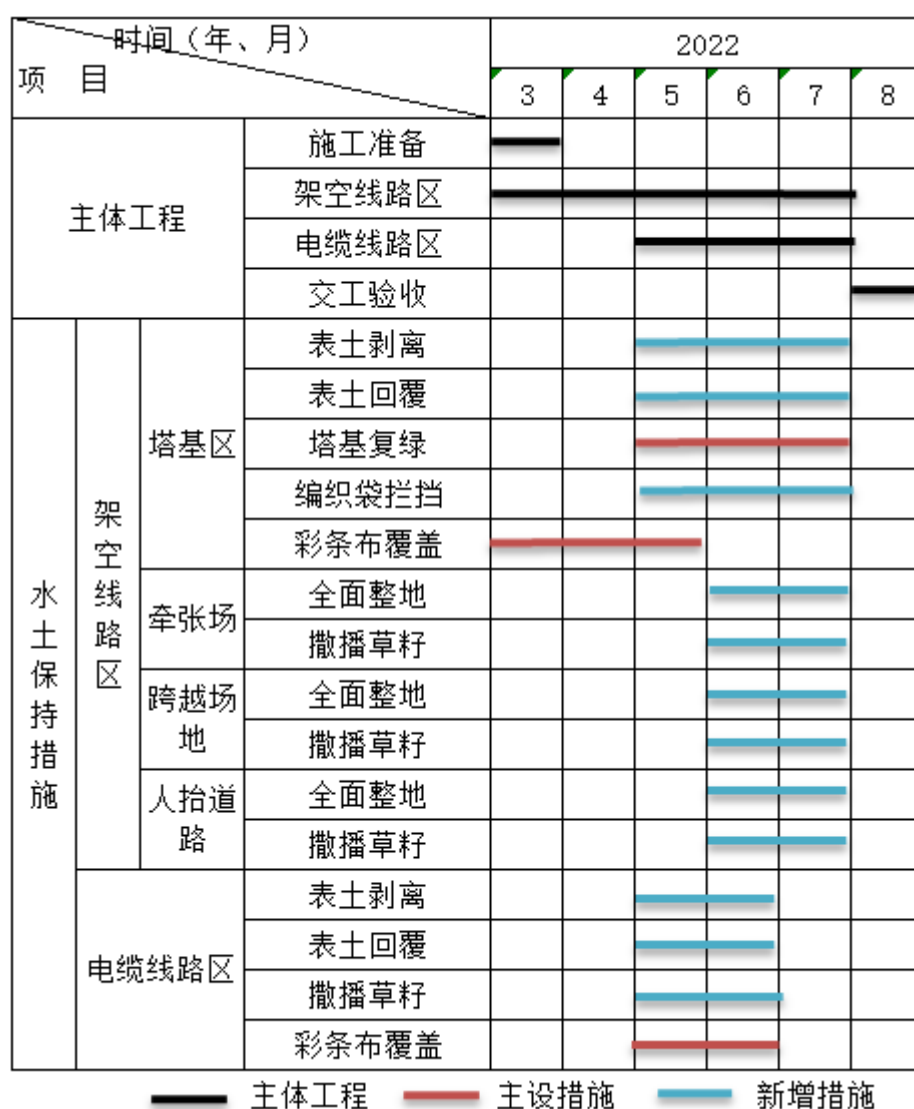 时间（年、月）
项 目
2022
3 4 5 6 7 8
主体工程
施工准备
架空线路区
电缆线路区
交工验收
水土保持措施
架空线路区
塔基区
表土剥离
表土回覆
塔基复绿
编织袋拦挡
彩条布覆盖
牵张场
全面整地
撒播草籽
跨越场地
全面整地
撒播草籽
人抬道路
全面整地
撒播草籽
电缆线路区
表土剥离
表土回覆
撒播草籽
彩条布覆盖
主体工程 主设措施 新增措施